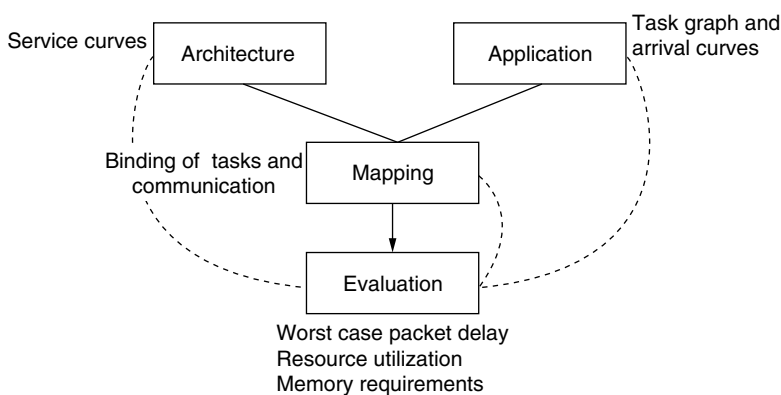 Service curves
Architecture
Application
Task graph and
arrival curves
Binding of tasks and
communication
Mapping
Evaluation
Worst case packet delay
Resource utilization
Memory requirements